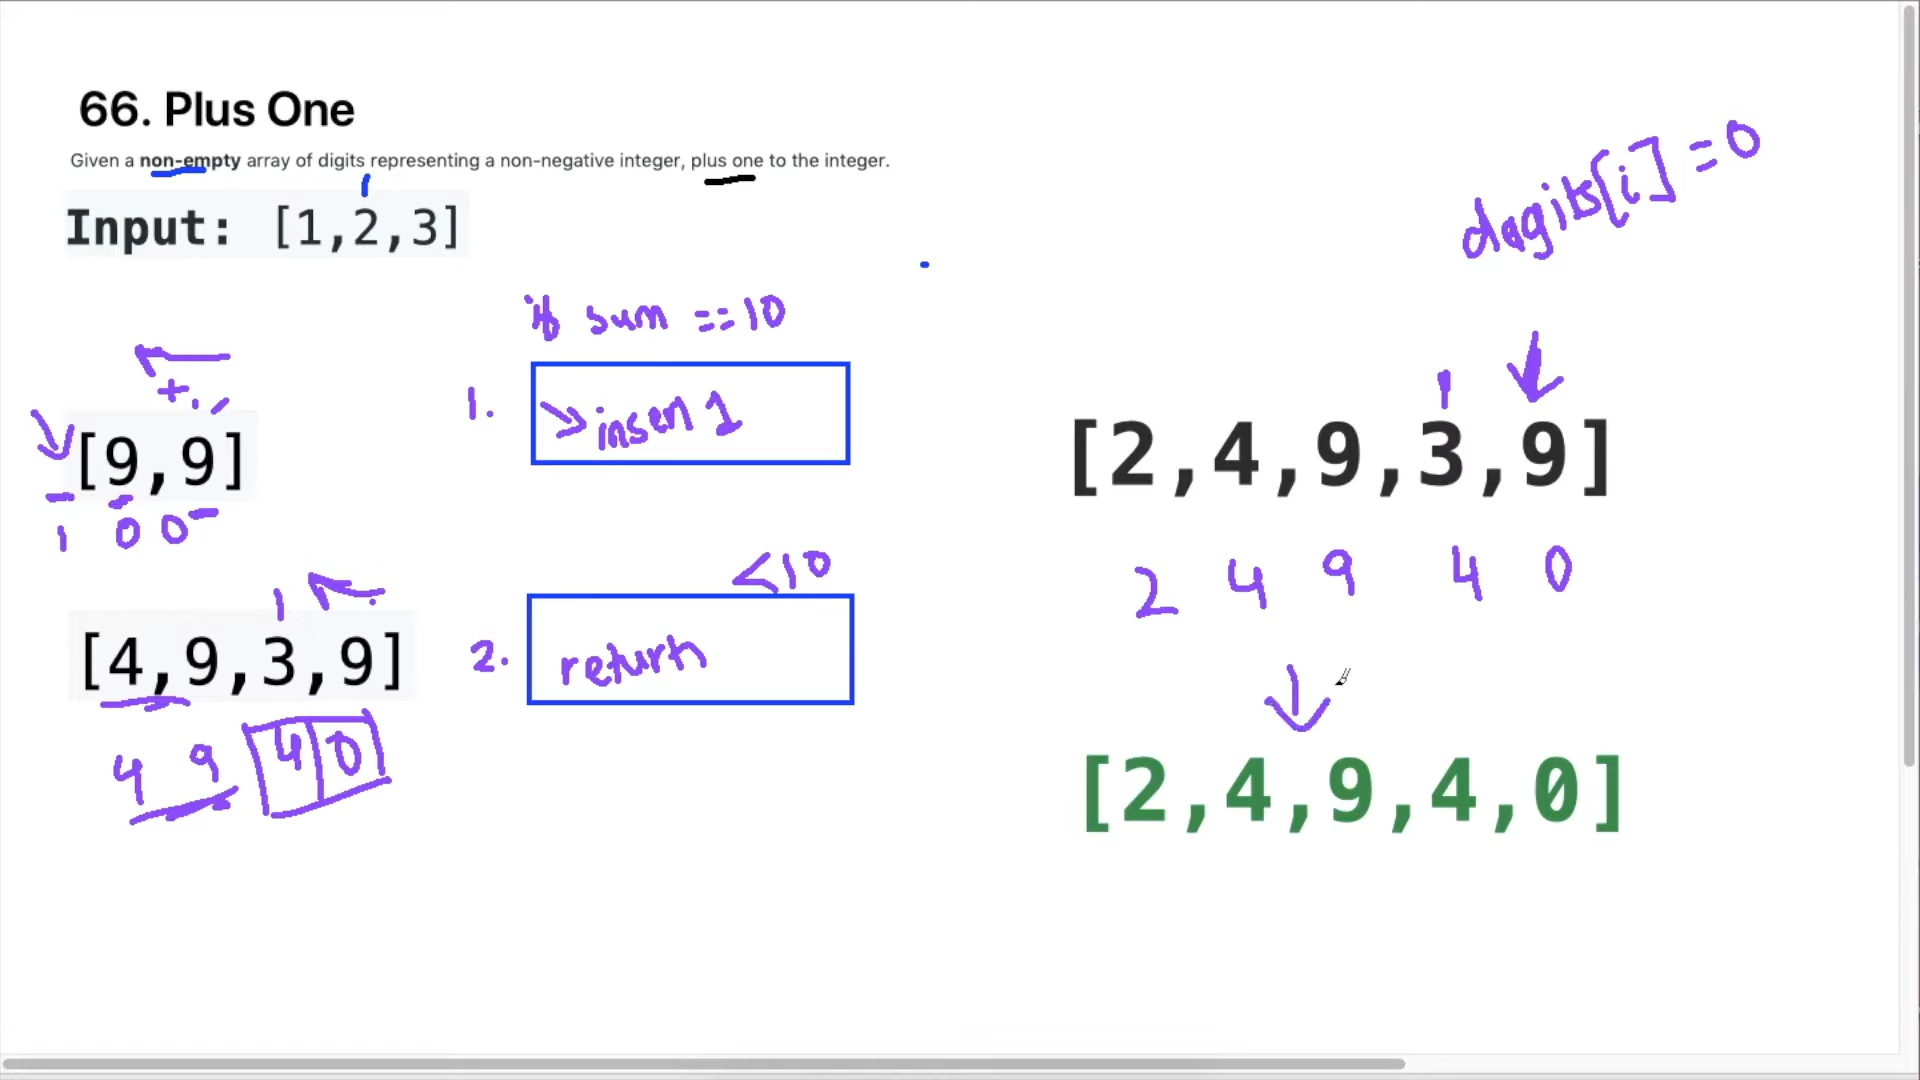 66. Plus One
Given a non-empty array of digits representing a non-negative integer, plus one to the integer.
Input: [1,2,3]
digits[i] = 0
if sum == 10
1. > insert 1
[9,9]
1 0 0
[2,4,9,3,9]
2 4 9 4 0
<10
2. return
[4,9,3,9]
4 9 4 0
[2,4,9,4,0]